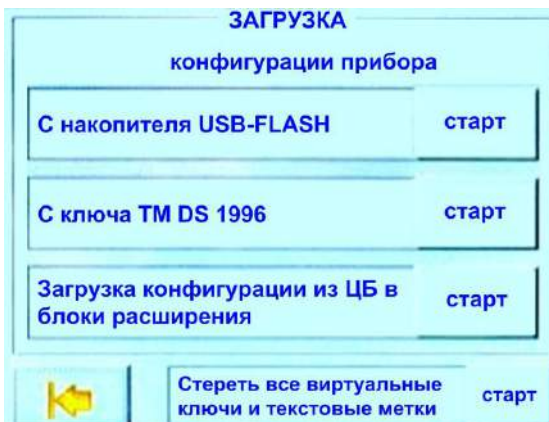 ЗАГРУЗКА
конфигурации прибора
С накопителя USB-FLASH
старт
С ключа TM DS 1996
старт
Загрузка конфигурации из ЦБ в
блоки расширения
старт
Стереть все виртуальные
ключи и текстовые метки
старт